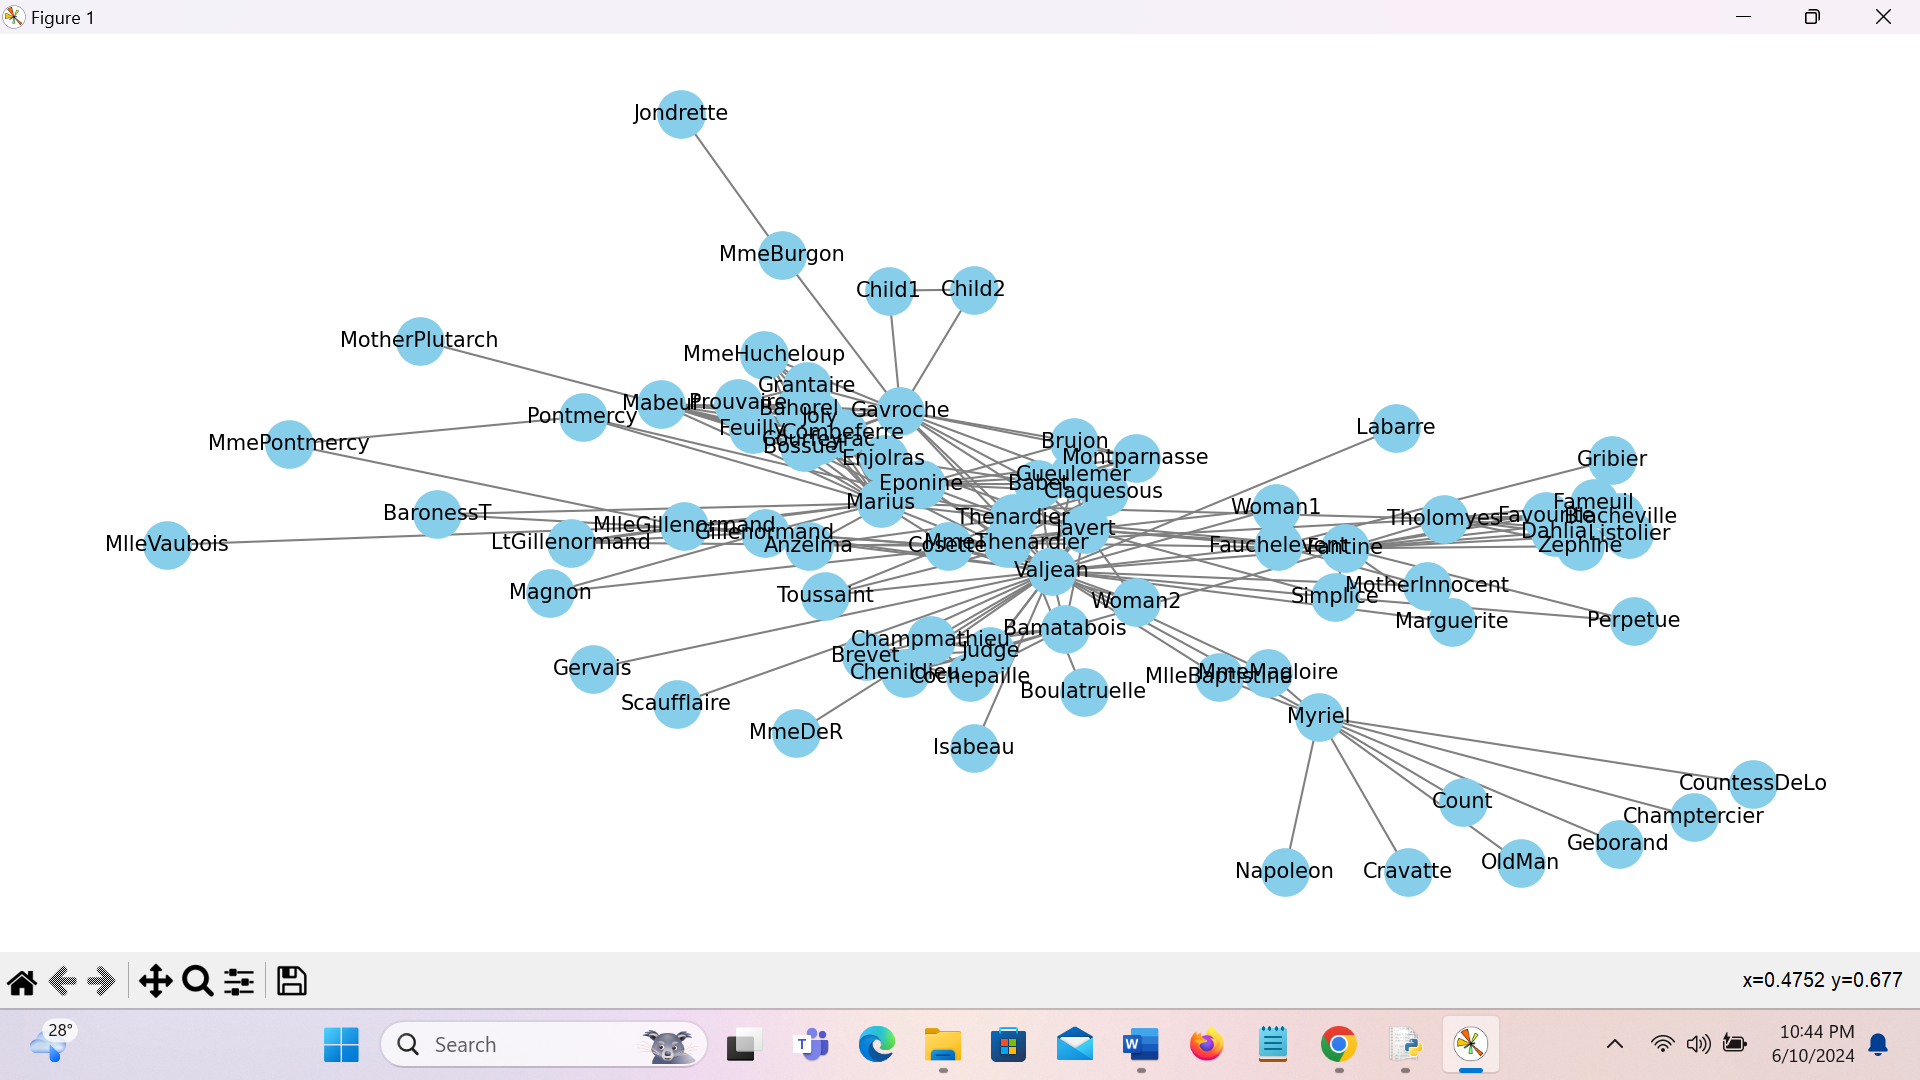 Figure 1
Jondrette
MmeBurgon
Child1
Child2
MotherPlutarch
MmeHucheloup
Grantaire
Mabeuf
Prouvaire
Bahorel
Gavroche
Pontmercy
Joly
Feuilly
Combeferre
Courfeyrac
Bossuet
Labarre
MmePontmercy
Brujon
Enjolras
Montparnasse
Gribier
Gueulemer
Eponine
Babet
Claquesous
Marius
Woman1
Fameuil
BaronessT
Thenardier
Tholomyes
Favourite
Blacheville
MlleGillenormand
Gillenormand
Javert
Dahlia
Listolier
MlleVaubois
LtGillenormand
Anzelma
Cosette
MmeThenardier
Fauchelevent
Fantine
Zephine
Valjean
Magnon
Toussaint
Woman2
Simplice
MotherInnocent
Marguerite
Perpetue
Bamatabois
Champmathieu
Brevet
Judge
Gervais
Chenildieu
Cochepaille
MlleBaptistine
MmeMagloire
Boulatruelle
Scaufflaire
Myriel
MmeDeR
Isabeau
CountessDeLo
Count
Champtercier
Geborand
OldMan
Napoleon
Cravatte
x=0.4752 y=0.677
28°
Search
10:44 PM
6/10/2024